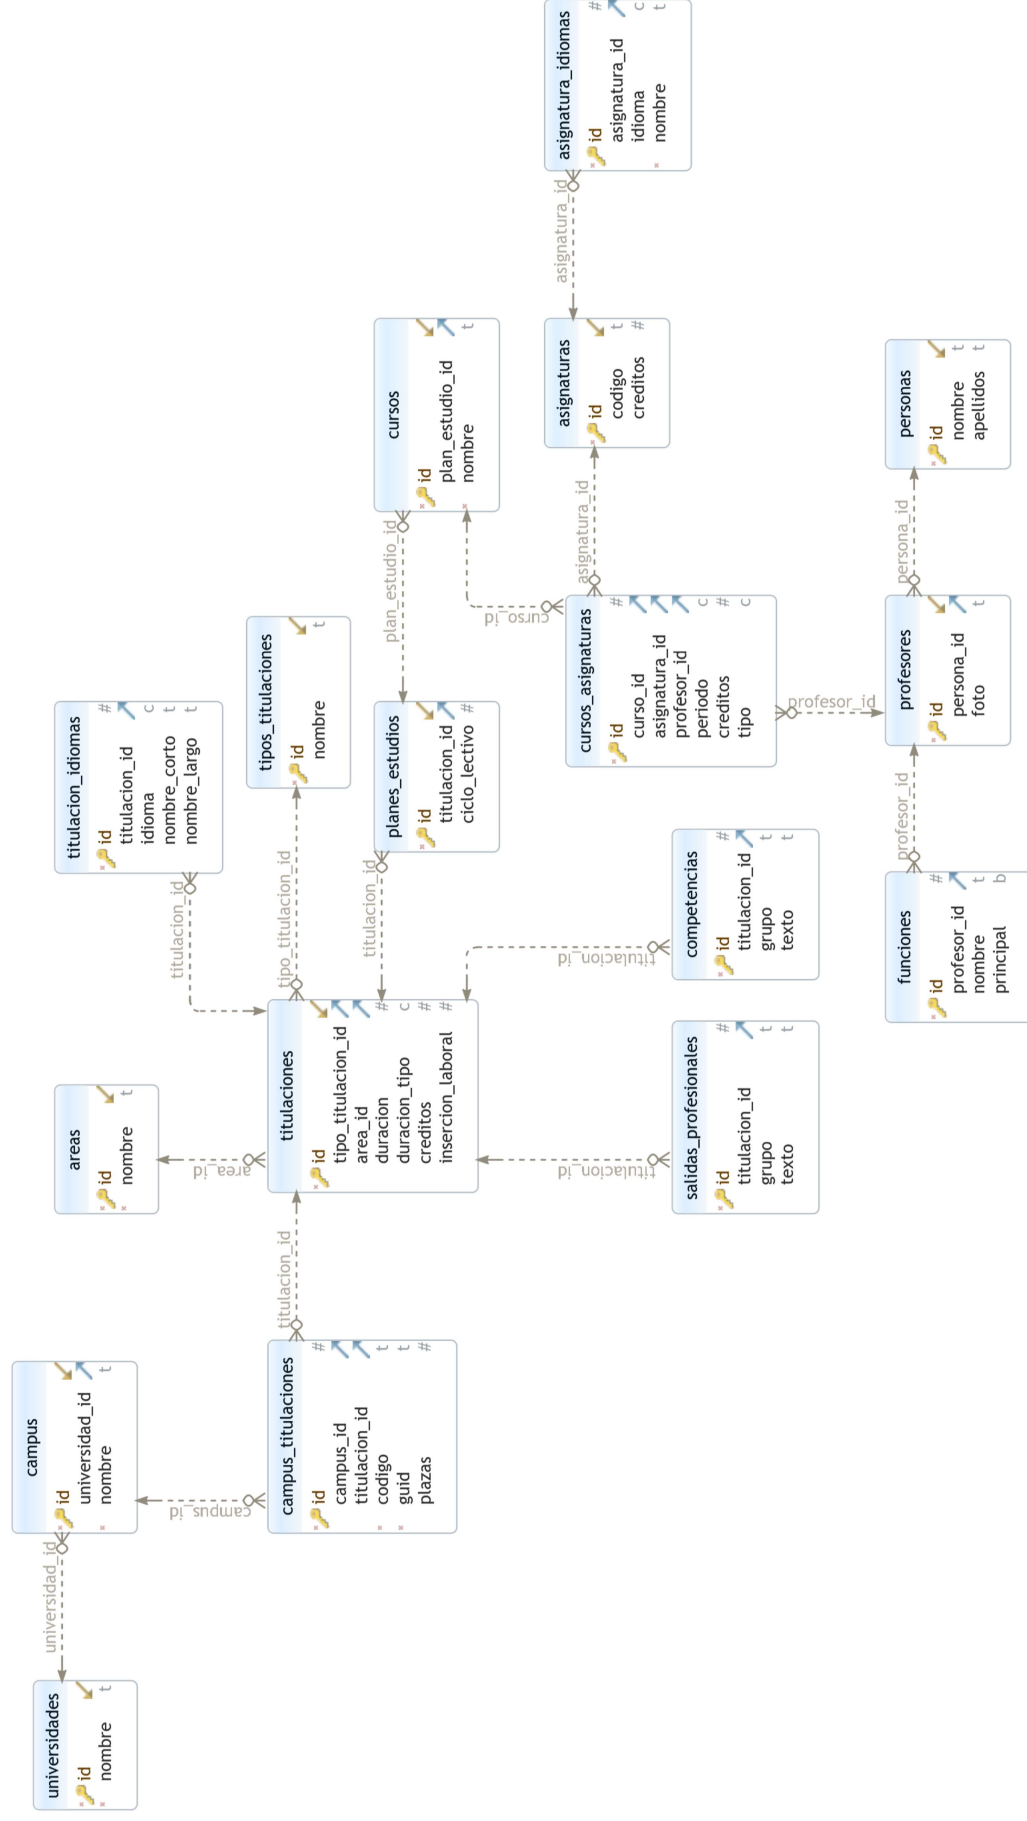 universidades
id
nombre
t
universidad_id
campus
id
universidad_id
nombre
t
campus_id
campus_titulaciones
id
campus_id
titulacion_id
codigo
guid
plazas
#
t
t
#
titulacion_id
areas
id
nombre
t
area_id
titulaciones
id
tipo_titulacion_id
area_id
duracion
duracion_tipo
creditos
insercion_laboral
#
c
#
#
titulacion_id
titulacion_idiomas
id
titulacion_id
idioma
nombre_corto
nombre_largo
#
c
t
t
tipo_titulacion_id
tipos_titulaciones
id
nombre
t
titulacion_id
planes_estudios
id
titulacion_id
ciclo_lectivo
#
plan_estudio_id
cursos
id
plan_estudio_id
nombre
t
titulacion_id
salidas_profesionales
id
titulacion_id
grupo
texto
#
t
t
titulacion_id
competencias
id
titulacion_id
grupo
texto
#
t
t
curso_id
cursos_asignaturas
id
curso_id
asignatura_id
profesor_id
periodo
creditos
tipo
#
c
#
c
asignatura_id
asignaturas
id
codigo
creditos
t
#
asignatura_id
asignatura_idiomas
id
asignatura_id
idioma
nombre
#
c
t
profesor_id
funciones
id
profesor_id
nombre
principal
#
t
b
profesor_id
profesores
id
persona_id
foto
t
persona_id
personas
id
nombre
apellidos
t
t